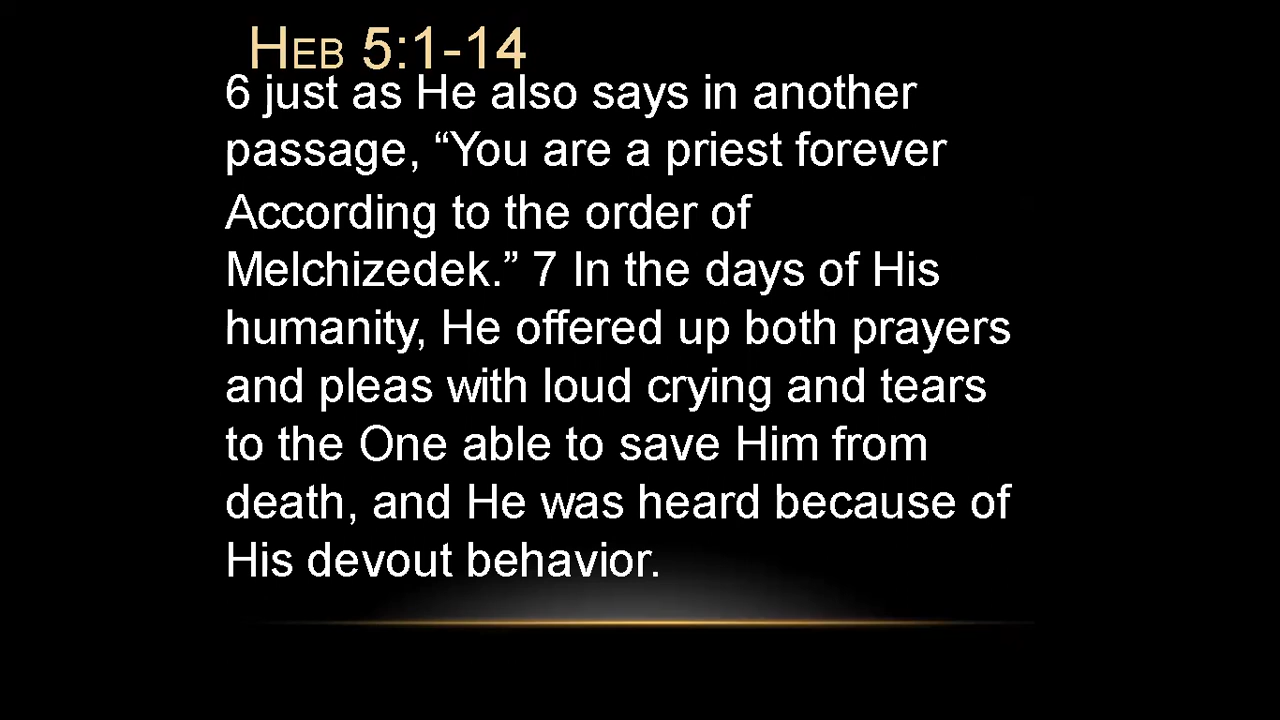 HEB 5:1-14
6 just as He also says in another
passage, “You are a priest forever
According to the order of
Melchizedek.” 7 In the days of His
humanity, He offered up both prayers
and pleas with loud crying and tears
to the One able to save Him from
death, and He was heard because of
His devout behavior.